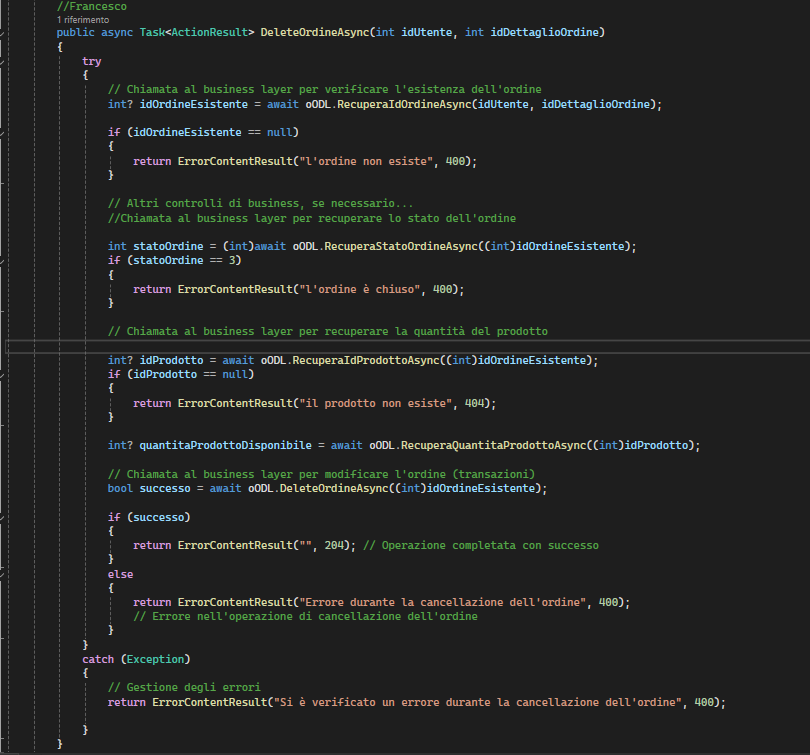 //Francesco
1 riferimento
public async Task<ActionResult> DeleteOrdineAsync(int idUtente, int idDettaglioOrdine)
{
try
{
// Chiamata al business layer per verificare l'esistenza dell'ordine
int? idOrdineEsistente = await oODL.RecuperaIdOrdineAsync(idUtente, idDettaglioOrdine);
if (idOrdineEsistente == null)
{
return ErrorContentResult("l'ordine non esiste", 400);
}
// Altri controlli di business, se necessario...
//Chiamata al business layer per recuperare lo stato dell'ordine
int statoOrdine = (int)await oODL.RecuperaStatoOrdineAsync((int)idOrdineEsistente);
if (statoOrdine == 3)
{
return ErrorContentResult("l'ordine è chiuso", 400);
}
// Chiamata al business layer per recuperare la quantità del prodotto
int? idProdotto = await oODL.RecuperaIdProdottoAsync((int)idOrdineEsistente);
if (idProdotto == null)
{
return ErrorContentResult("il prodotto non esiste", 404);
}
int? quantitaProdottoDisponibile = await oODL.RecuperaQuantitaProdottoAsync((int)idProdotto);
// Chiamata al business layer per modificare l'ordine (transazioni)
bool successo = await oODL.DeleteOrdineAsync((int)idOrdineEsistente);
if (successo)
{
return ErrorContentResult("", 204); // Operazione completata con successo
}
else
{
return ErrorContentResult("Errore durante la cancellazione dell'ordine", 400);
// Errore nell'operazione di cancellazione dell'ordine
}
}
catch (Exception)
{
// Gestione degli errori
return ErrorContentResult("Si è verificato un errore durante la cancellazione dell'ordine", 400);
}
}